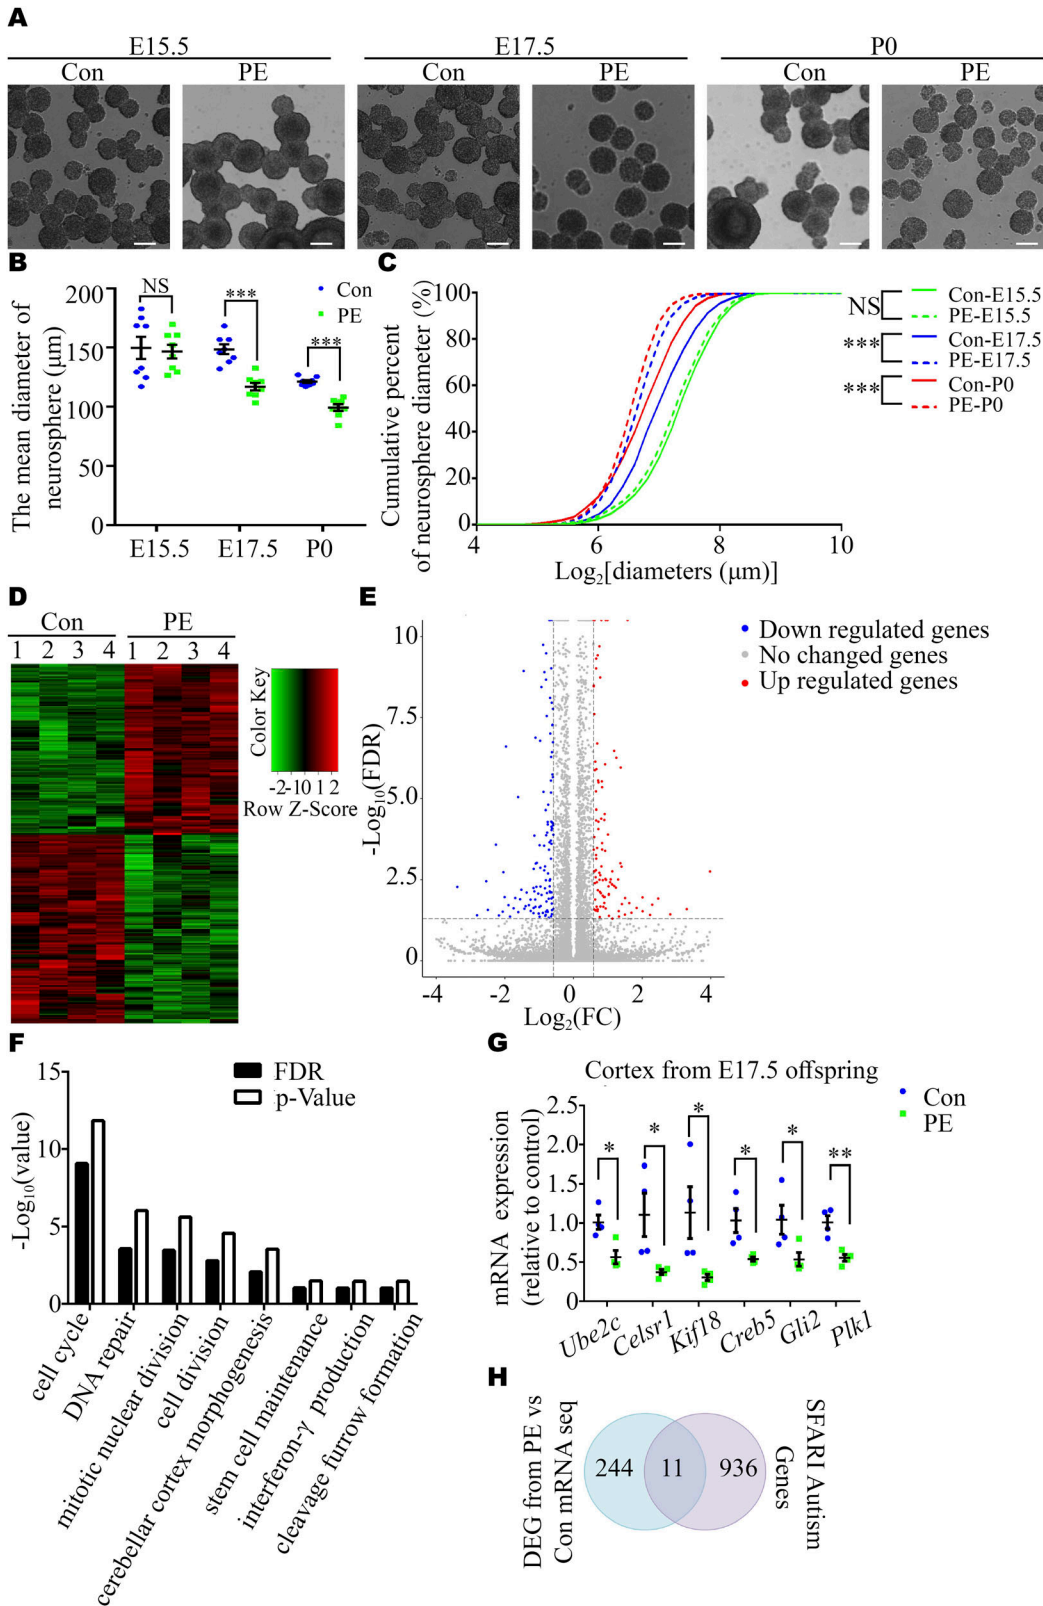 A
E15.5 E17.5 P0
Con PE Con PE Con PE
B
The mean diameter of
neurosphere (μm)
200
150
100
50
0
NS
***
***
Con
PE
E15.5 E17.5 P0
C
Cumulative percent
of neurosphere diameter (%)
100
80
60
40
20
0
4 6 8 10
Log₂[diameters (μm)]
NS
***
***
Con-E15.5
PE-E15.5
Con-E17.5
PE-E17.5
Con-P0
PE-P0
D
Con PE
1 2 3 4 1 2 3 4
Color Key
-2-10 1 2
Row Z-Score
E
-Log₁₀(FDR)
10
7.5
5.0
2.5
0
-4 -2 0 2 4
Log₂(FC)
Down regulated genes
No changed genes
Up regulated genes
F
-Log₁₀(value)
15
10
5
0
FDR
p-Value
cell cycle
DNA repair
mitotic nuclear division
cell division
cerebellar cortex morphogenesis
stem cell maintenance
interferon-γ production
cleavage furrow formation
G
Cortex from E17.5 offspring
mRNA expression
(relative to control)
2.5
2.0
1.5
1.0
0.5
0
* * * * * **
Con
PE
Ube2c Celsr1 Kif18 Creb5 Gli2 Plk1
H
DEG from PE vs
Con mRNA seq
244 11 936
SFARI Autism
Genes